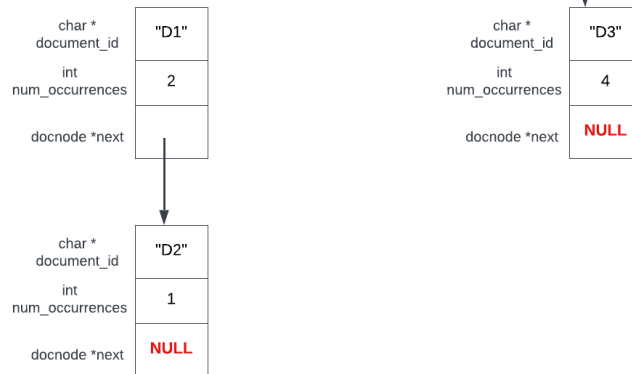 char *
document_id
"D1"
int
num_occurrences
2
docnode *next
char *
document_id
"D3"
int
num_occurrences
4
docnode *next
NULL
char *
document_id
"D2"
int
num_occurrences
1
docnode *next
NULL